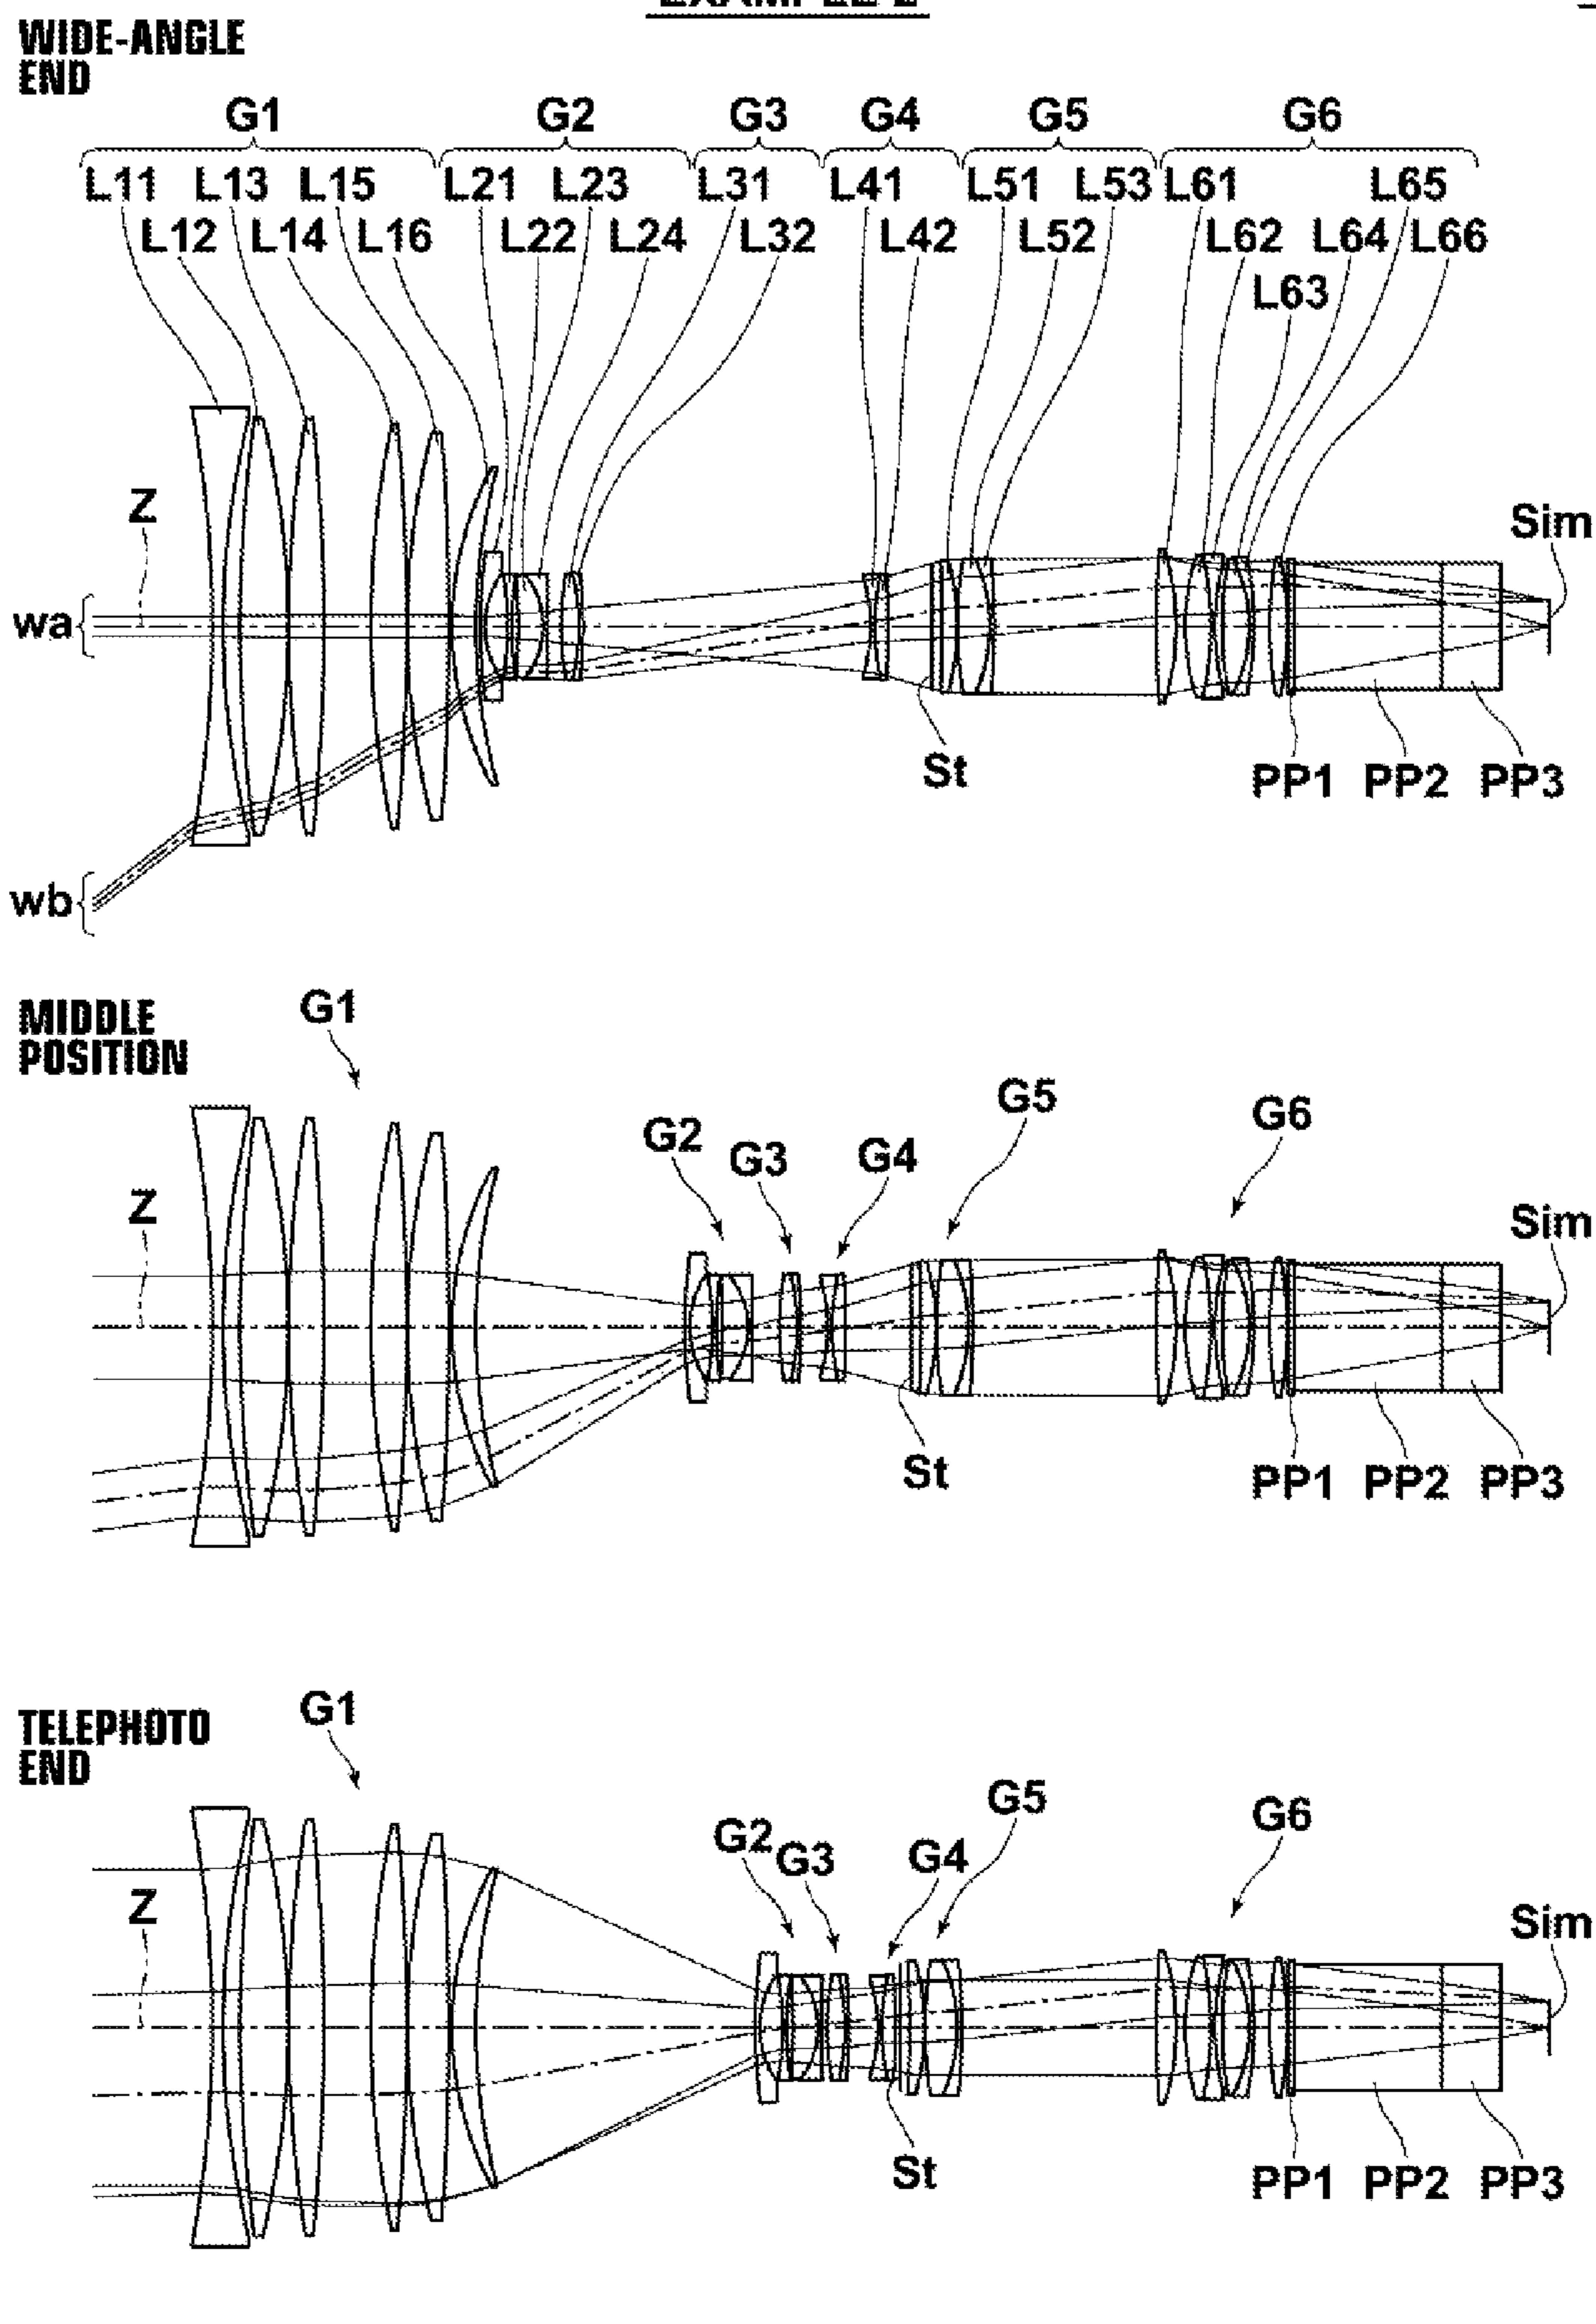 WIDE-ANGLE
END
G1 G2 G3 G4 G5 G6
L11 L13 L15 L21 L23 L31 L41 L51 L53 L61 L65
L12 L14 L16 L22 L24 L32 L42 L52 L62 L64 L66
L63
Z
Sim
wa
St
PP1 PP2 PP3
wb
MIDDLE
POSITION
G1
G5
G6
G2
G3
G4
Z
Sim
St
PP1 PP2 PP3
TELEPHOTO
END
G1
G5
G6
G2
G3
G4
Z
Sim
St
PP1 PP2 PP3